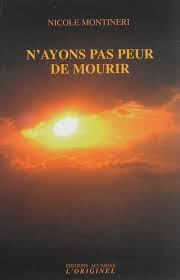 NICOLE MONTINERI
N'AYONS PAS PEUR
DE MOURIR
EDITIONS ACCARIAS
L'ORIGINEL